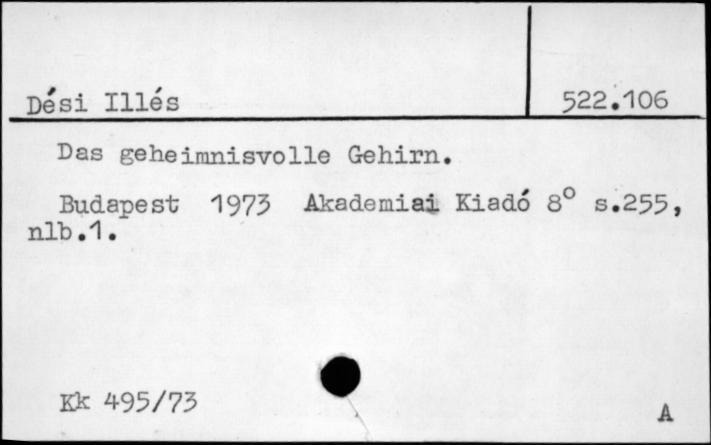 Dési Illés 522.106
Das geheimnisvolle Gehirn.
Budapest 1973 Akademiai Kiadó 8° s.255,
nlb.1.
Kk 495/73
A